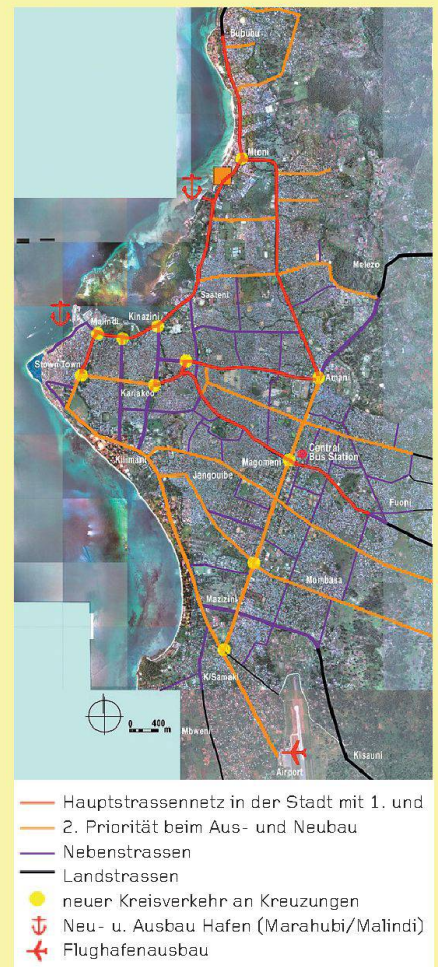 Bububu
Mtoni
Melezo
Saateni
Kinazini
Malindi
Stown Town
Amani
Kariakoo
Central
Bus Station
Kilimani
Magomeni
Jangombe
Fuoni
Mombasa
Mazizini
K/Samaki
0 400 m
Mbweni
Kisauni
Airport
Hauptstrassennetz in der Stadt mit 1. und
2. Priorität beim Aus- und Neubau
Nebenstrassen
Landstrassen
neuer Kreisverkehr an Kreuzungen
Neu- u. Ausbau Hafen (Marahubi/Malindi)
Flughafenausbau